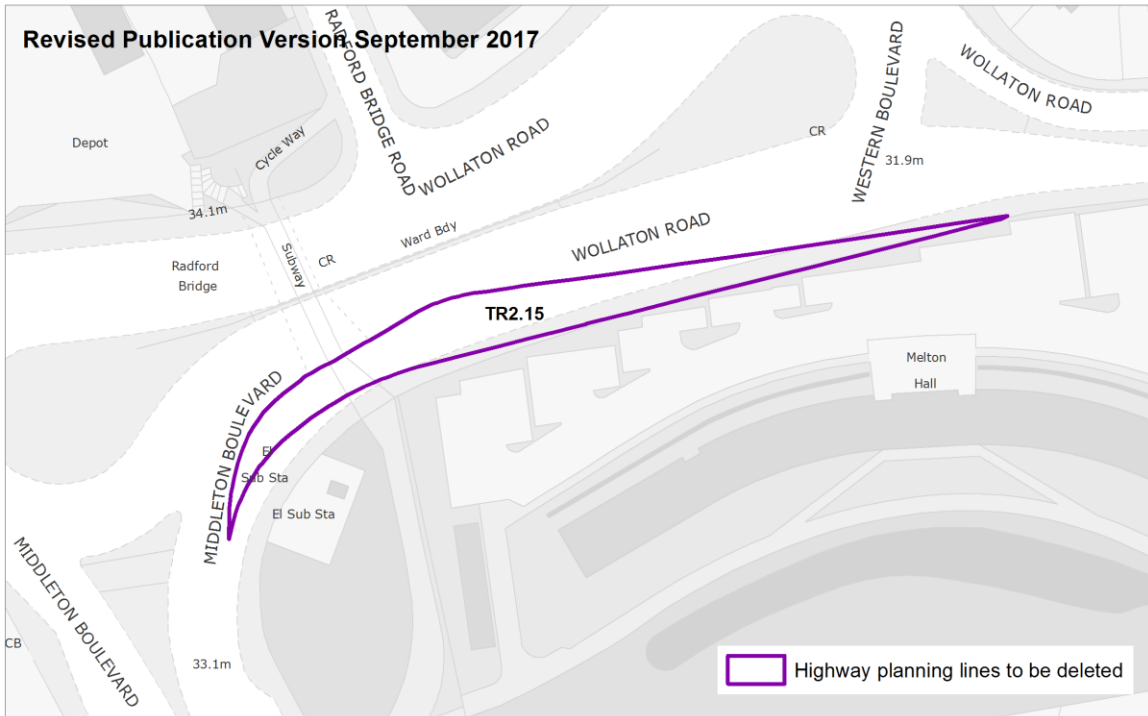 Revised Publication Version September 2017
RADFORD BRIDGE ROAD
WOLLATON ROAD
WESTERN BOULEVARD
WOLLATON ROAD
Depot
Cycle Way
CR
31.9m
34.1m
Ward Bdy
WOLLATON ROAD
Subway
CR
Radford
Bridge
TR2.15
Melton
Hall
MIDDLETON BOULEVARD
El
Sub Sta
El Sub Sta
MIDDLETON BOULEVARD
CB
33.1m
Highway planning lines to be deleted